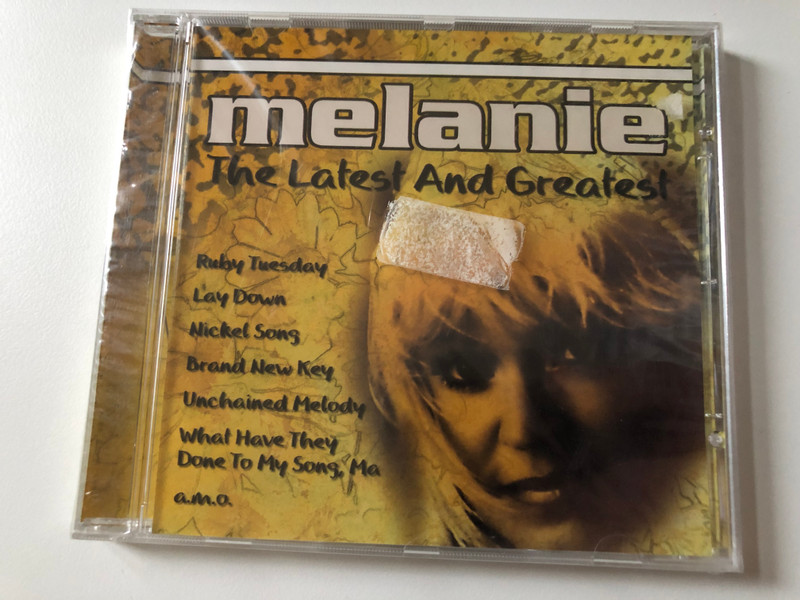 melanie
The Latest And Greatest
Ruby Tuesday
Lay Down
Nickel Song
Brand New Key
Unchained Melody
What Have They
Done To My Song, Ma
a.m.o.